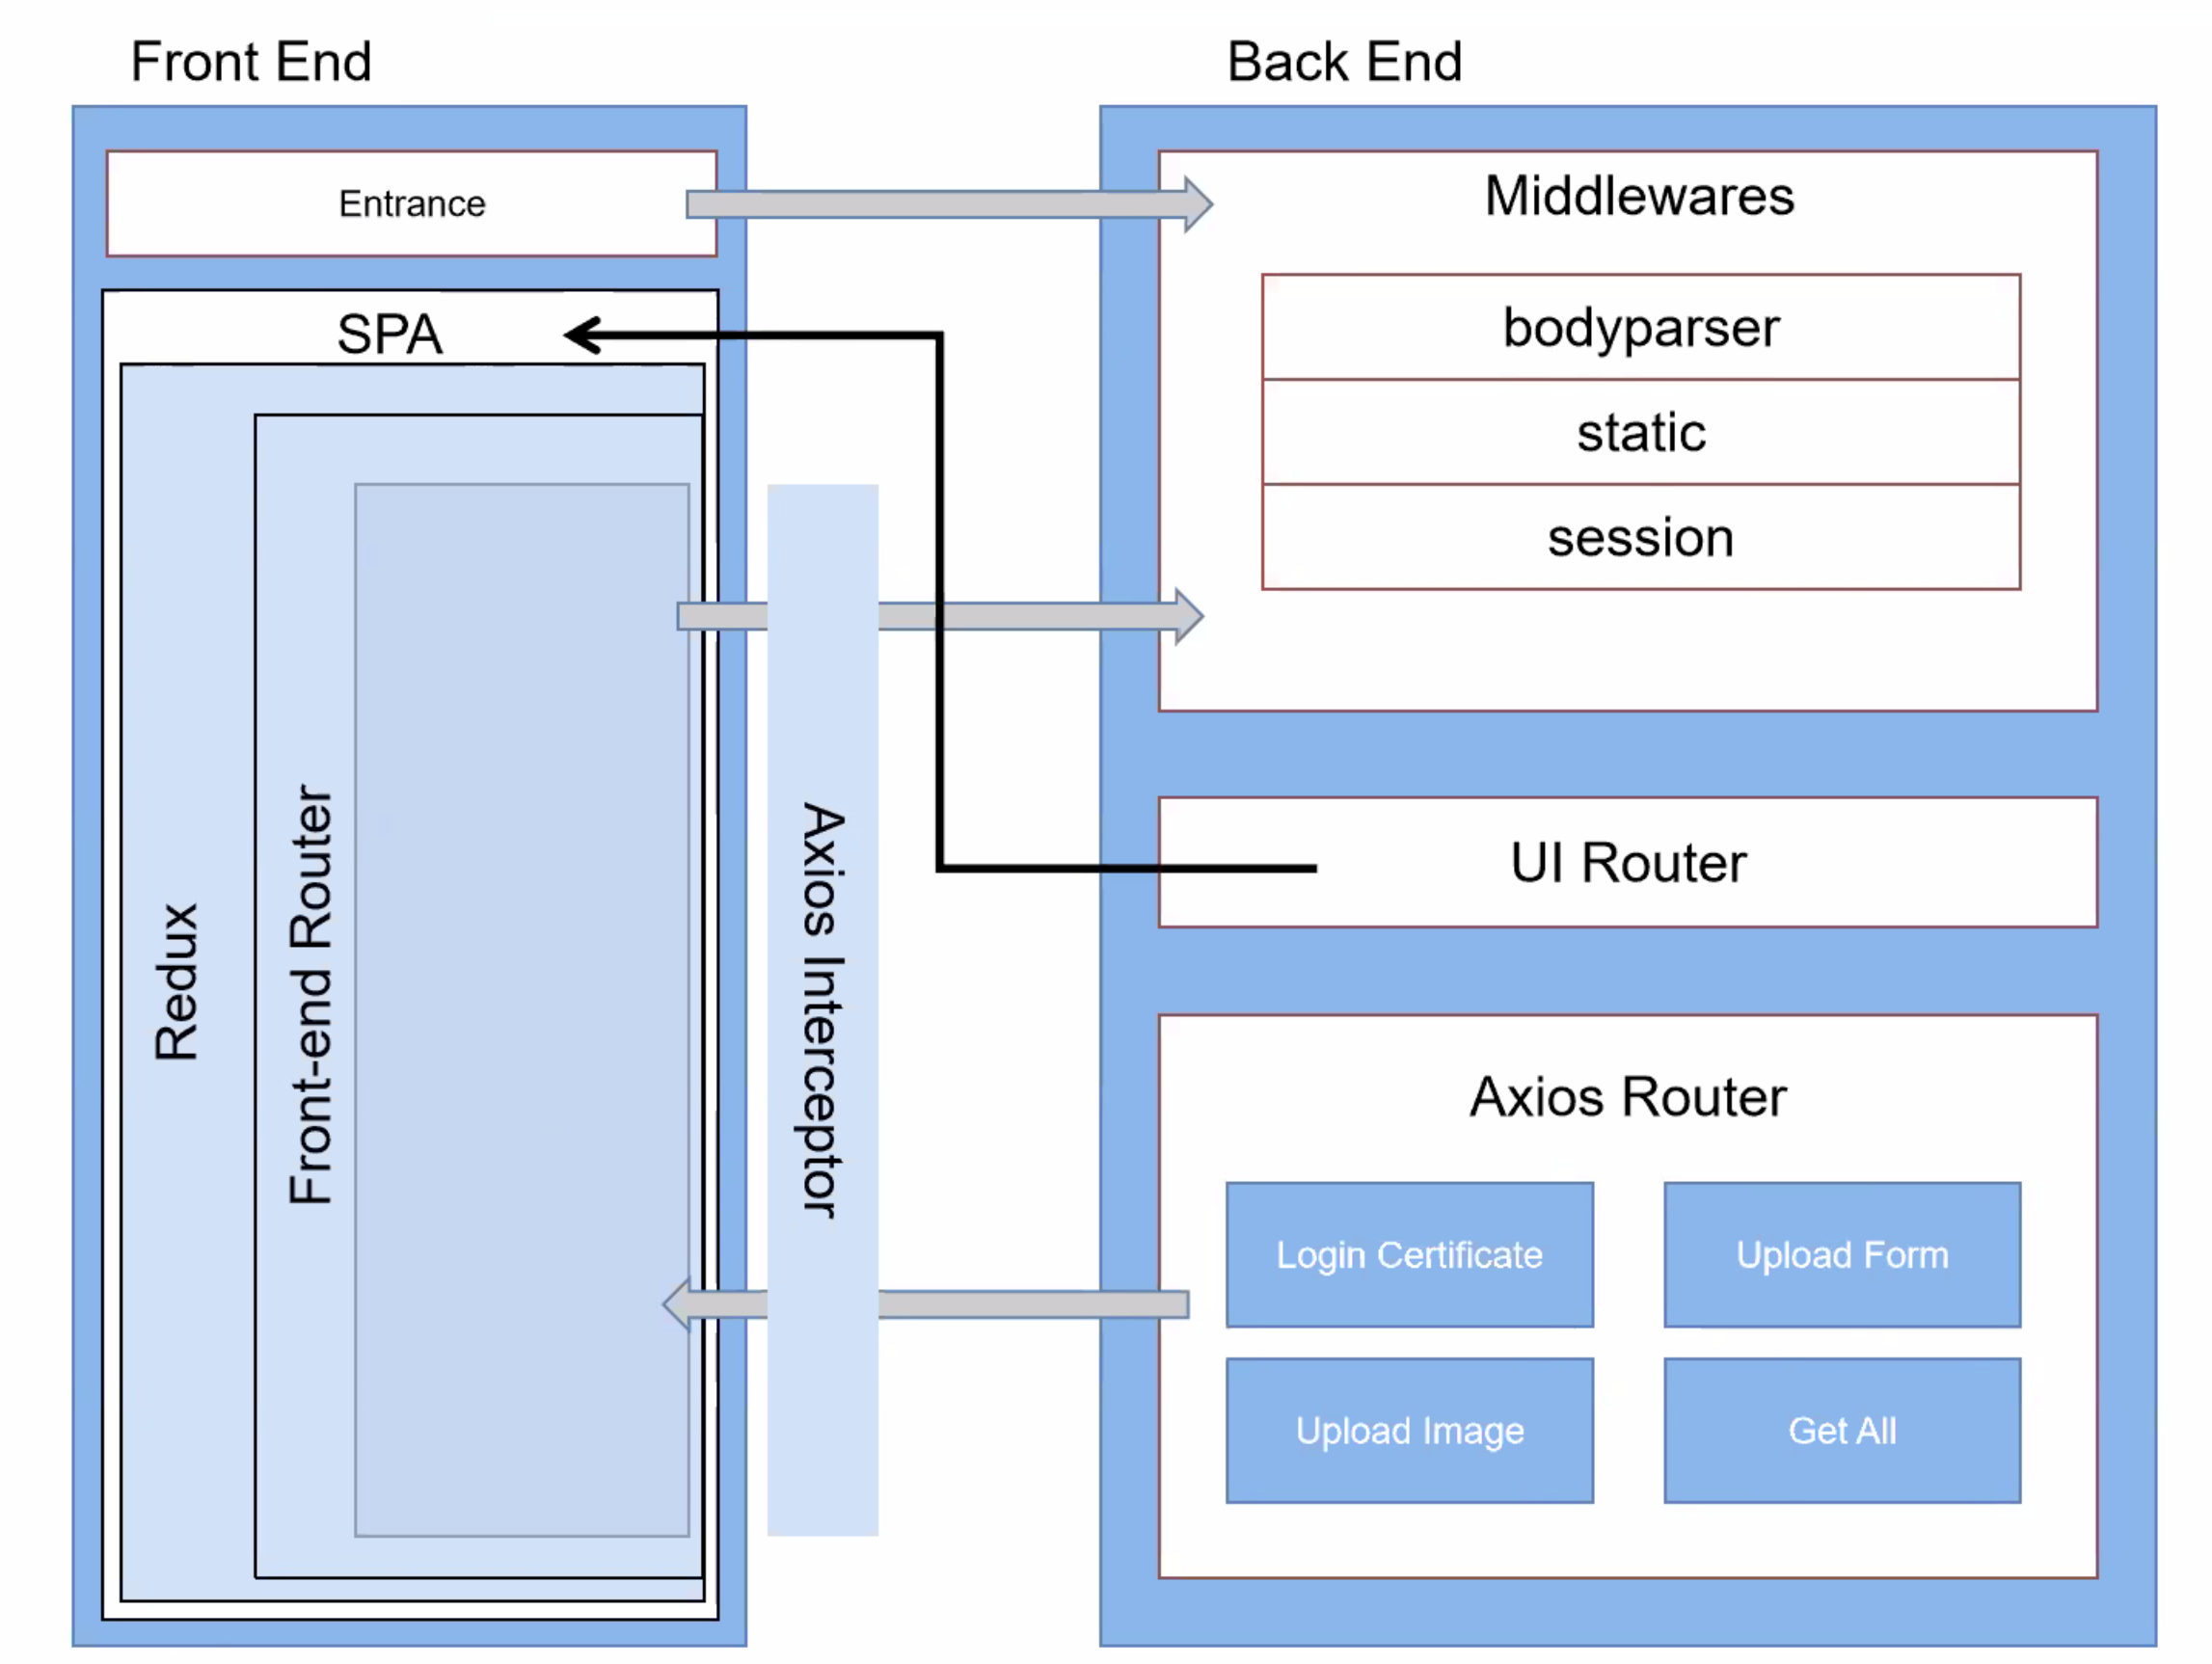 Front End
Back End
Entrance
SPA
Redux
Front-end Router
Axios Interceptor
Middlewares
bodyparser
static
session
UI Router
Axios Router
Login Certificate
Upload Form
Upload Image
Get All